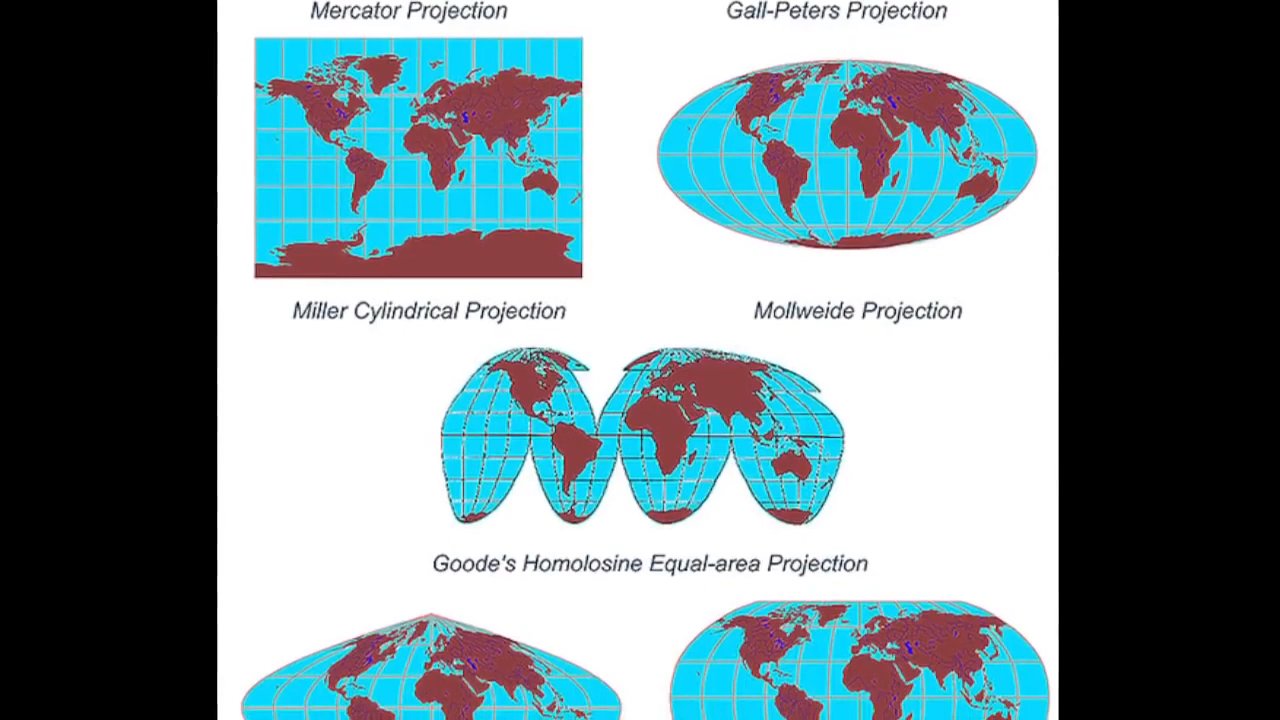 Mercator Projection
Gall-Peters Projection
Miller Cylindrical Projection
Mollweide Projection
Goode's Homolosine Equal-area Projection